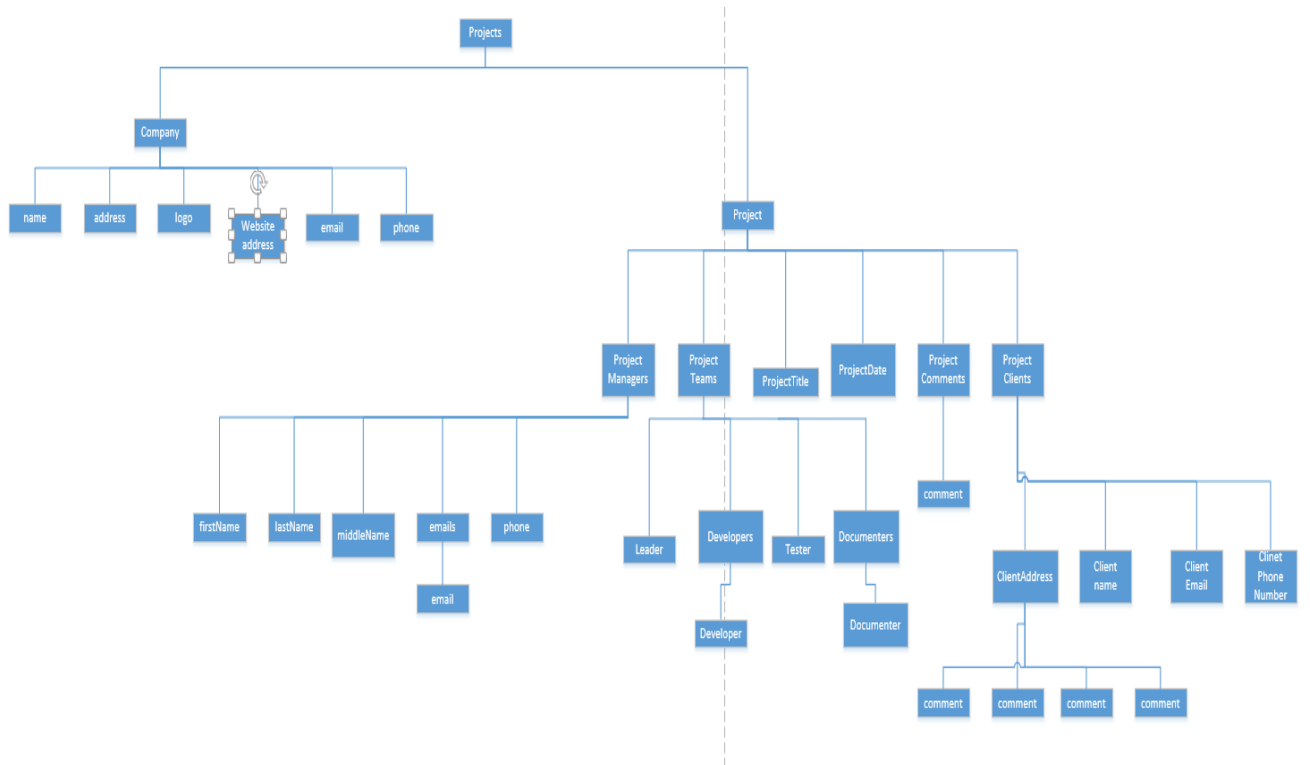 Projects
Company
name
address
logo
Website
address
email
phone
Project
Project
Managers
Project
Teams
ProjectTitle
ProjectDate
Project
Comments
Project
Clients
firstName
lastName
middleName
emails
phone
email
Leader
Developers
Tester
Documenters
Developer
Documenter
comment
ClientAddress
Client
name
Client
Email
Clinet
Phone
Number
comment
comment
comment
comment